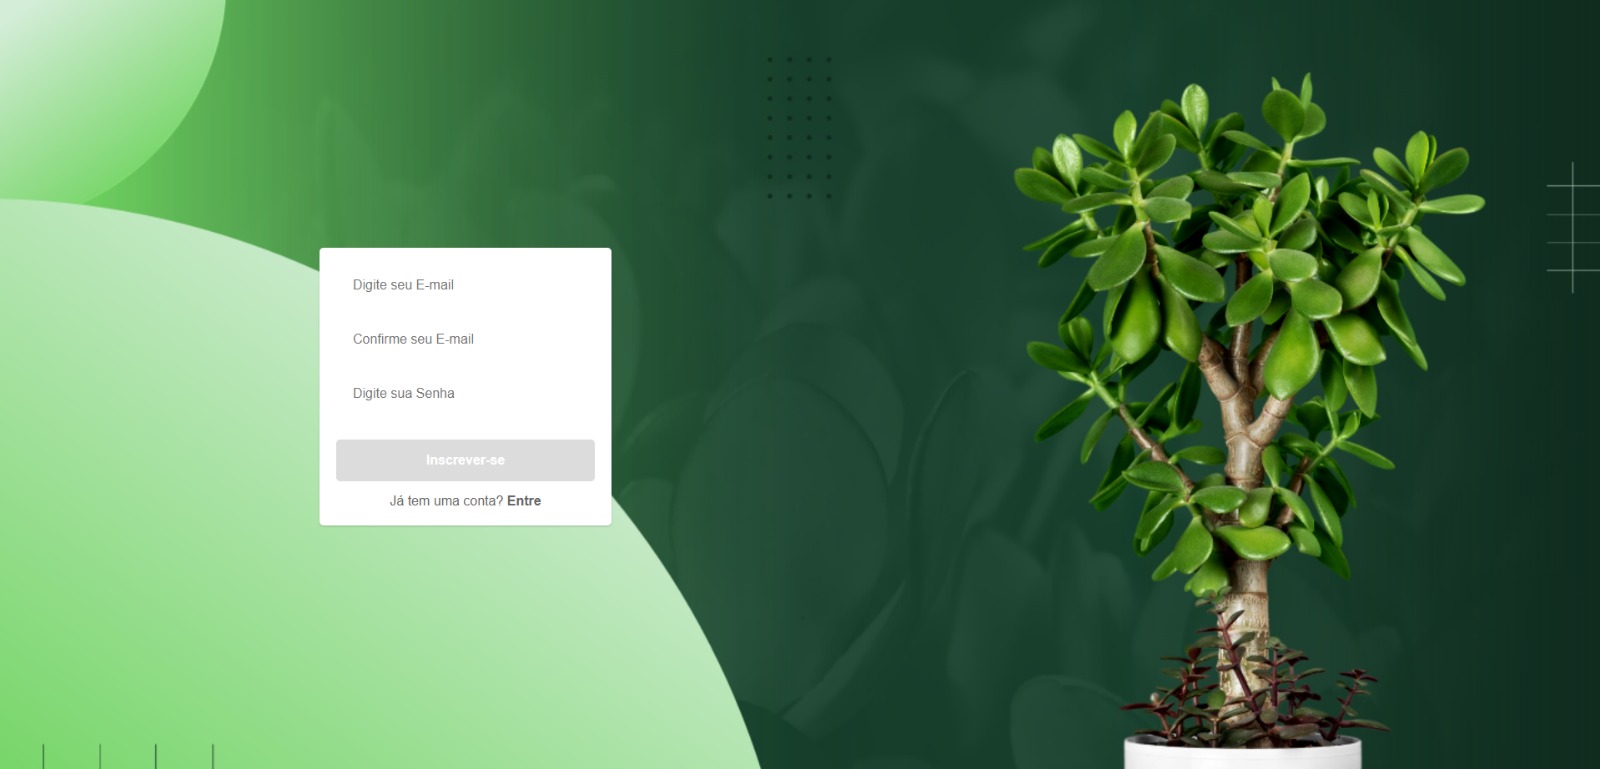 Digite seu E-mail
Confirme seu E-mail
Digite sua Senha
Inscrever-se
Já tem uma conta? Entre